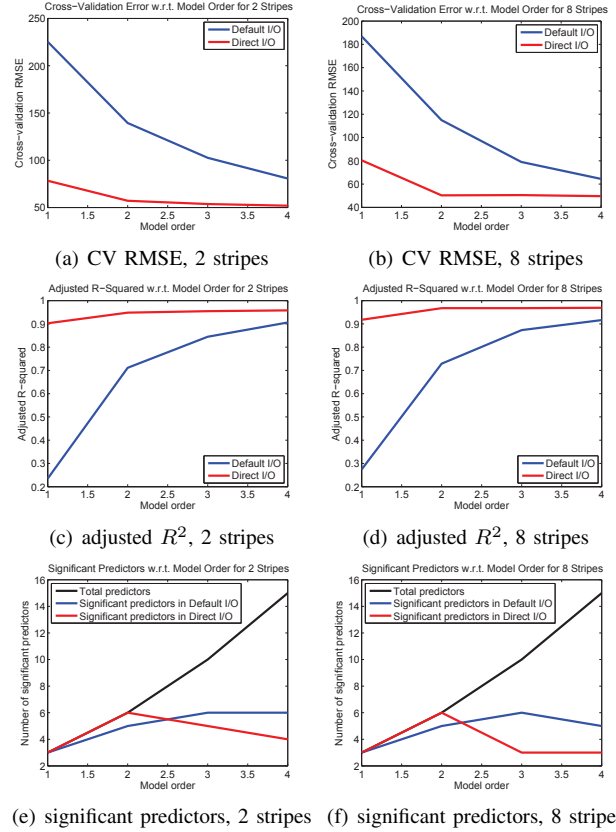 Cross-Validation Error w.r.t. Model Order for 2 Stripes
250
200
150
100
50
1 1.5 2 2.5 3 3.5 4
Cross-validation RMSE
Model order
Default I/O
Direct I/O
(a) CV RMSE, 2 stripes
Cross-Validation Error w.r.t. Model Order for 8 Stripes
200
180
160
140
120
100
80
60
40
1 1.5 2 2.5 3 3.5 4
Cross-validation RMSE
Model order
Default I/O
Direct I/O
(b) CV RMSE, 8 stripes
Adjusted R-Squared w.r.t. Model Order for 2 Stripes
1
0.9
0.8
0.7
0.6
0.5
0.4
0.3
0.2
1 1.5 2 2.5 3 3.5 4
Adjusted R-squared
Model order
Default I/O
Direct I/O
(c) adjusted R², 2 stripes
Adjusted R-Squared w.r.t. Model Order for 8 Stripes
1
0.9
0.8
0.7
0.6
0.5
0.4
0.3
0.2
1 1.5 2 2.5 3 3.5 4
Adjusted R-squared
Model order
Default I/O
Direct I/O
(d) adjusted R², 8 stripes
Significant Predictors w.r.t. Model Order for 2 Stripes
16
14
12
10
8
6
4
2
1 1.5 2 2.5 3 3.5 4
Number of significant predictors
Model order
Total predictors
Significant predictors in Default I/O
Significant predictors in Direct I/O
(e) significant predictors, 2 stripes
Significant Predictors w.r.t. Model Order for 8 Stripes
16
14
12
10
8
6
4
2
1 1.5 2 2.5 3 3.5 4
Number of significant predictors
Model order
Total predictors
Significant predictors in Default I/O
Significant predictors in Direct I/O
(f) significant predictors, 8 stripe